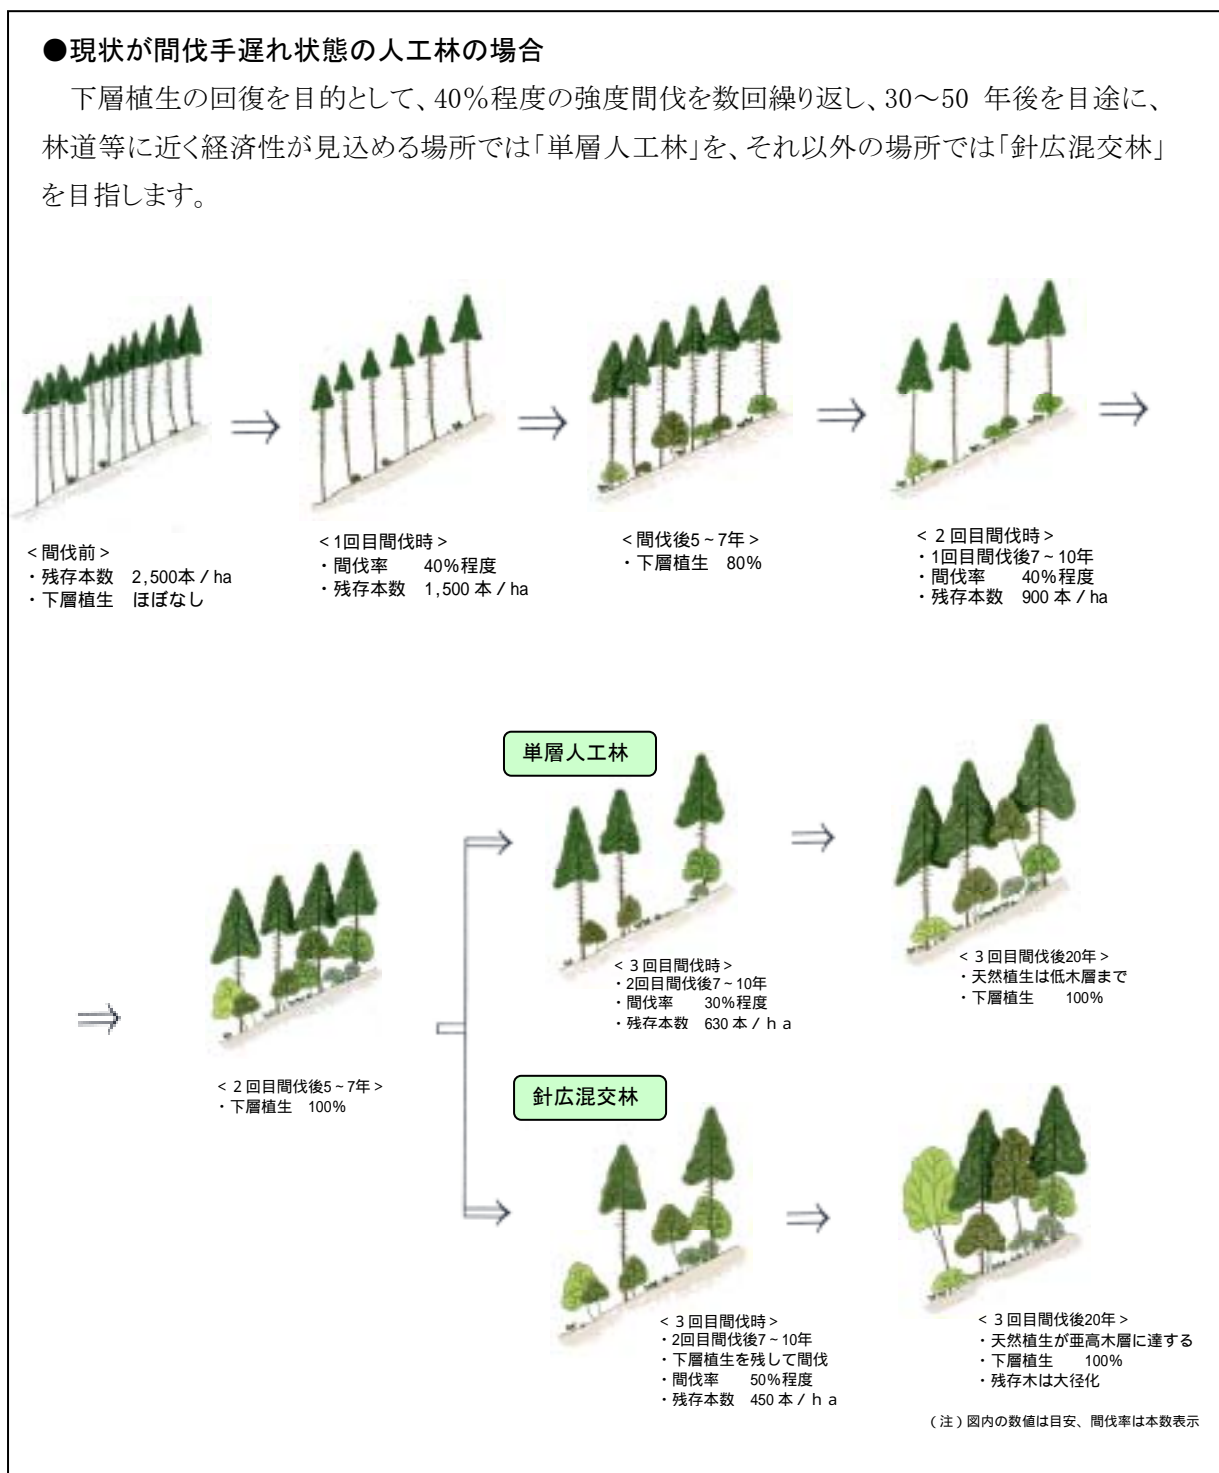 ●現状が間伐手遅れ状態の人工林の場合
下層植生の回復を目的として、40％程度の強度間伐を数回繰り返し、30～50 年後を目途に、
林道等に近く経済性が見込める場所では「単層人工林」を、それ以外の場所では「針広混交林」
を目指します。
＜間伐前＞
・残存本数　2,500本／ha
・下層植生　ほぼなし
＜1回目間伐時＞
・間伐率　　40%程度
・残存本数　1,500 本／ha
＜間伐後5～7年＞
・下層植生　80%
＜２回目間伐時＞
・1回目間伐後7～10年
・間伐率　　40%程度
・残存本数　900 本／ha
＜２回目間伐後5～7年＞
・下層植生　100%
単層人工林
＜３回目間伐時＞
・2回目間伐後7～10年
・間伐率　　30%程度
・残存本数　630 本／ｈａ
＜３回目間伐後20年＞
・天然植生は低木層まで
・下層植生　　100%
針広混交林
＜３回目間伐時＞
・2回目間伐後7～10年
・下層植生を残して間伐
・間伐率　　50%程度
・残存本数　450 本／ｈａ
＜３回目間伐後20年＞
・天然植生が亜高木層に達する
・下層植生　　100%
・残存木は大径化
（注）図内の数値は目安、間伐率は本数表示